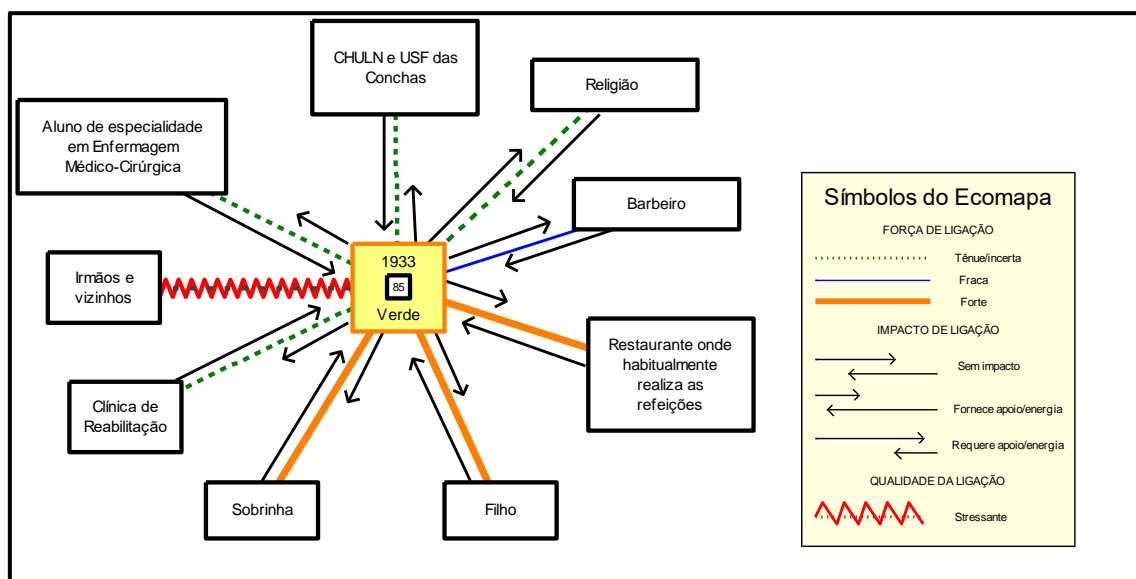 CHULN e USF das
Conchas
Religião
Aluno de especialidade
em Enfermagem
Médico-Cirúrgica
Barbeiro
Irmãos e
vizinhos
1933
85
Verde
Restaurante onde
habitualmente
realiza as
refeições
Clínica de
Reabilitação
Sobrinha
Filho
Símbolos do Ecomapa
FORÇA DE LIGAÇÃO
Tênue/incerta
Fraca
Forte
IMPACTO DE LIGAÇÃO
Sem impacto
Fornece apoio/energia
Requere apoio/energia
QUALIDADE DA LIGAÇÃO
Stressante